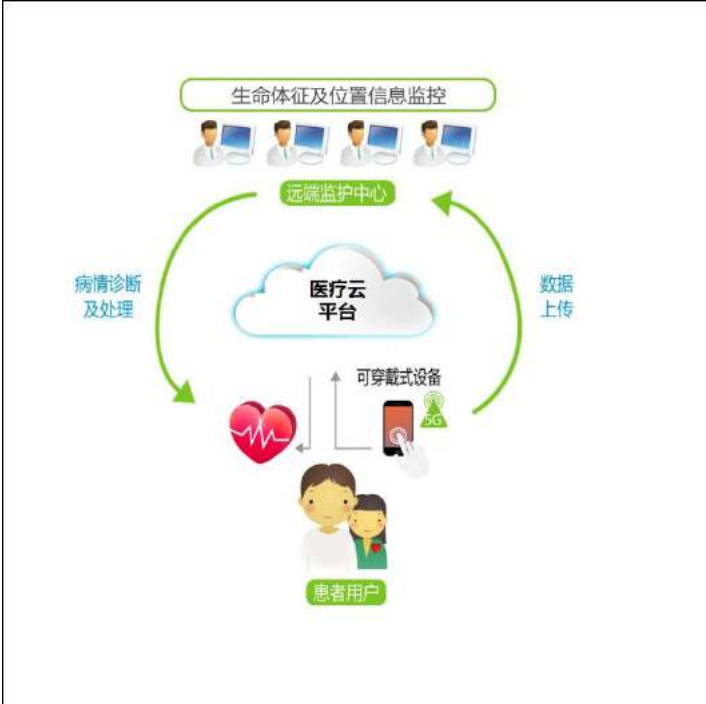 生命体征及位置信息监控
远端监护中心
病情诊断
及处理
医疗云
平台
数据
上传
可穿戴式设备
5G
患者用户